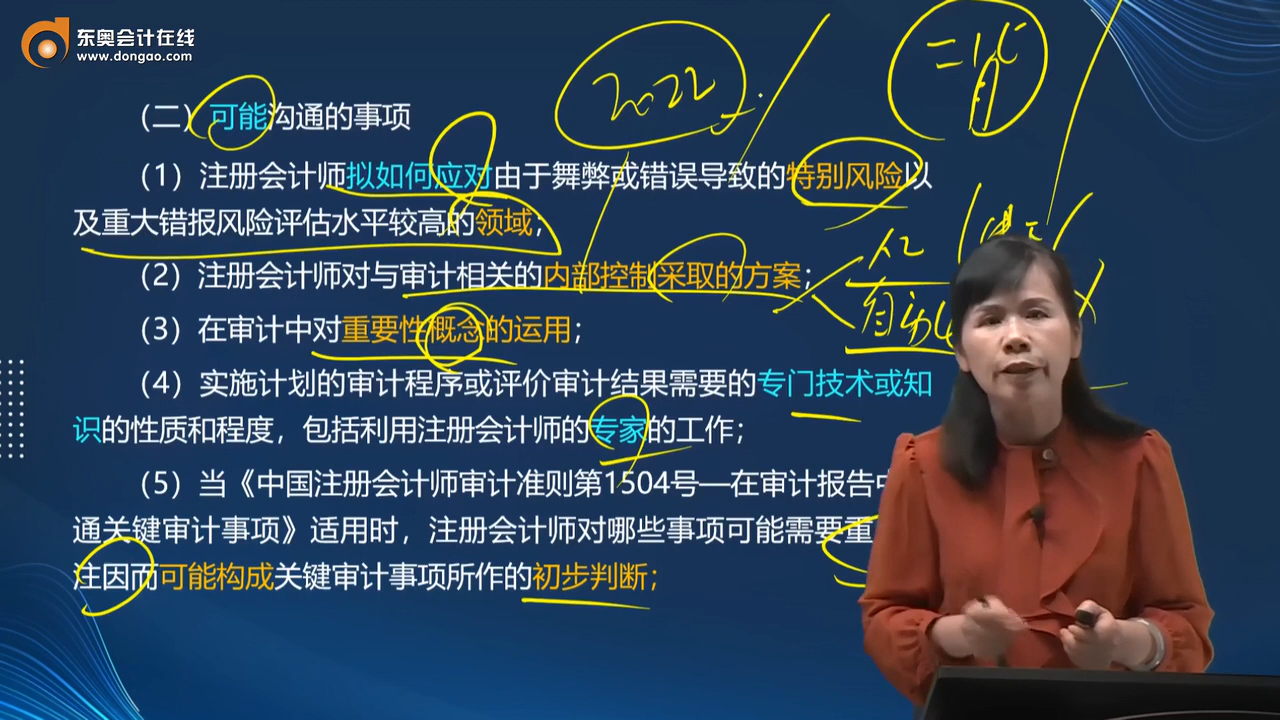 东奥会计在线
www.dongao.com
2022
（二）可能沟通的事项
（1）注册会计师拟如何应对由于舞弊或错误导致的特别风险以
及重大错报风险评估水平较高的领域；
人工
自动化
（2）注册会计师对与审计相关的内部控制采取的方案；
（3）在审计中对重要性概念的运用；
（4）实施计划的审计程序或评价审计结果需要的专门技术或知
识的性质和程度，包括利用注册会计师的专家的工作；
（5）当《中国注册会计师审计准则第1504号—在审计报告中
通关键审计事项》适用时，注册会计师对哪些事项可能需要重
注因而可能构成关键审计事项所作的初步判断；